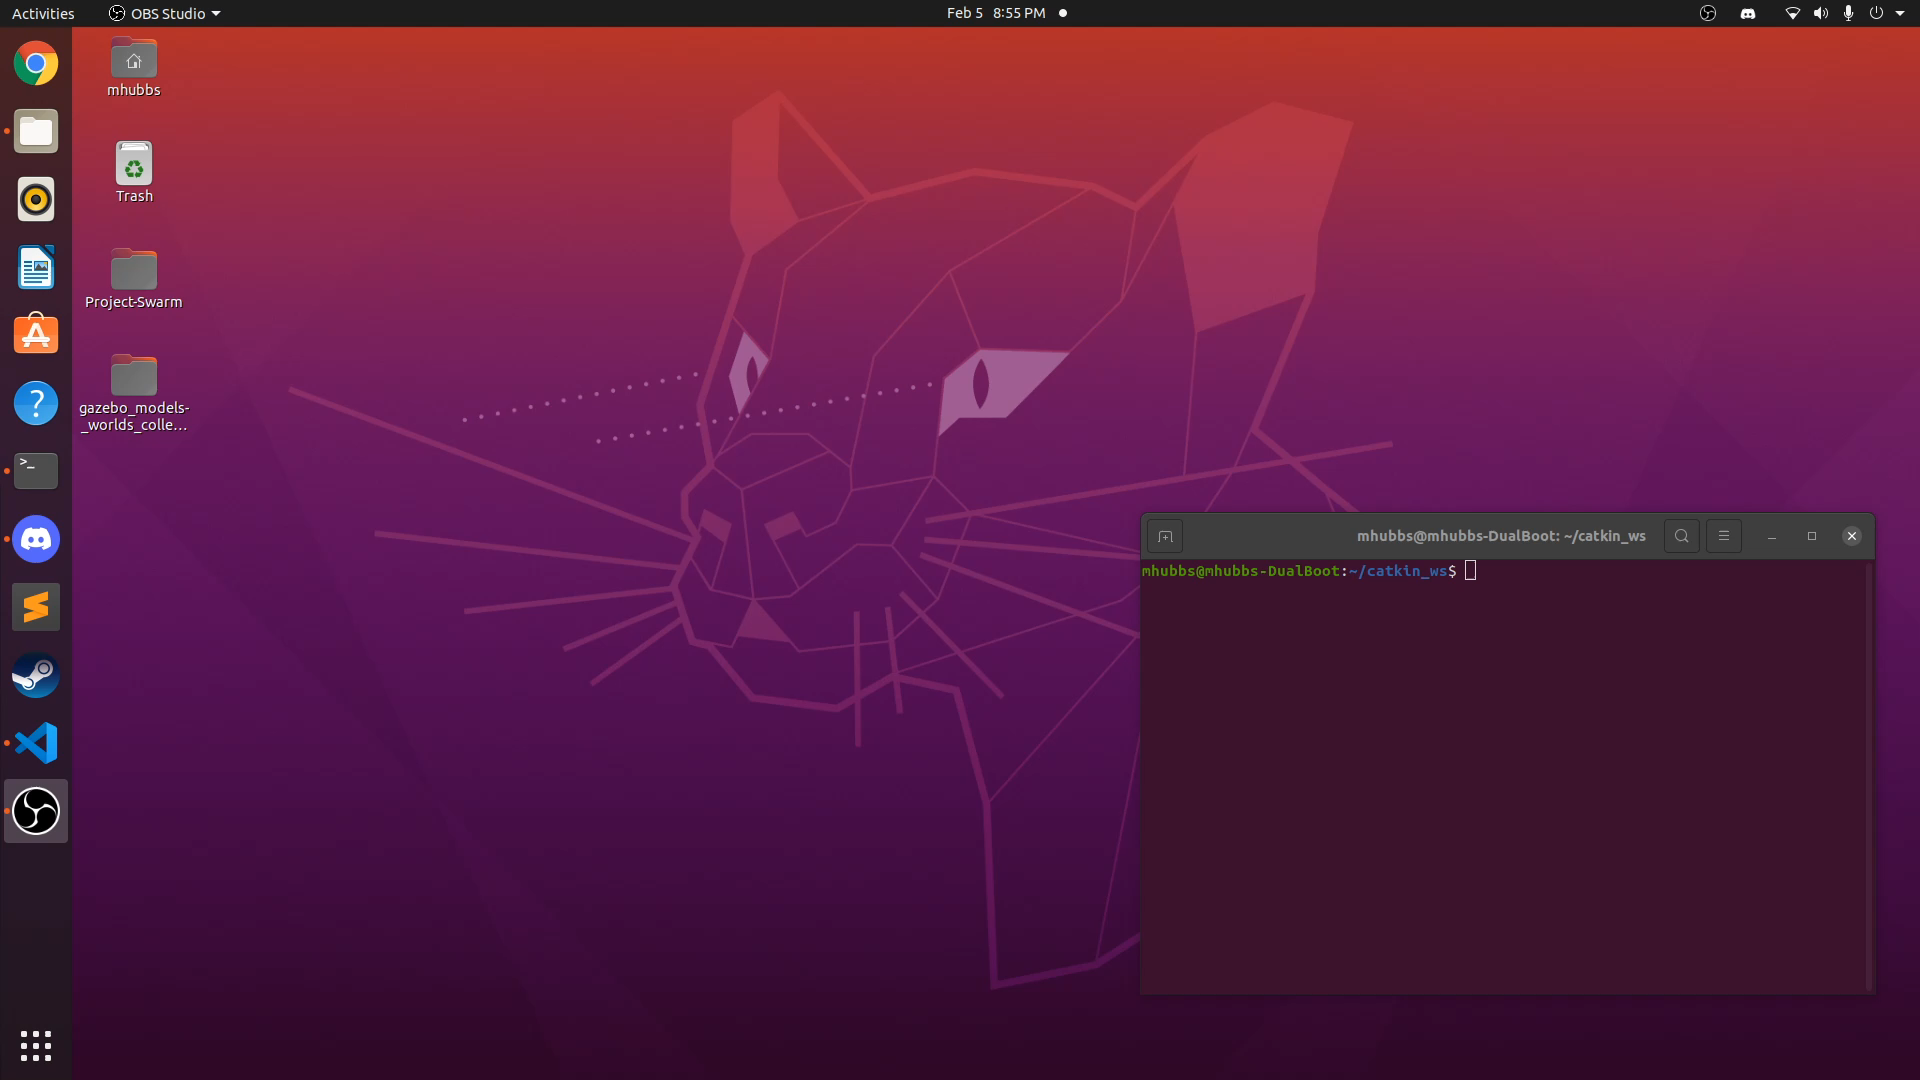 Activities
OBS Studio
Feb 5 8:55 PM
mhubbs
Trash
Project-Swarm
gazebo_models-
_worlds_colle...
mhubbs@mhubbs-DualBoot: ~/catkin_ws
mhubbs@mhubbs-DualBoot:~/catkin_ws$